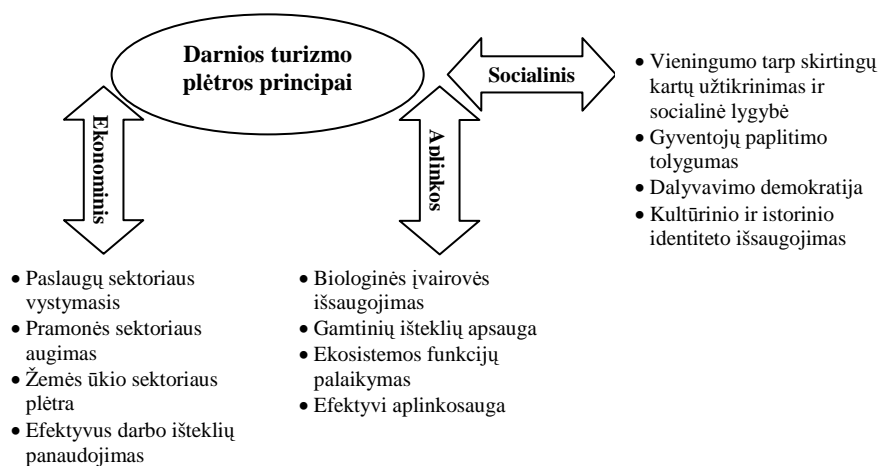 Darnios turizmo
plėtros principai
Socialinis
• Vieningumo tarp skirtingų
kartų užtikrinimas ir
socialinė lygybė
• Gyventojų paplitimo
tolygumas
• Dalyvavimo demokratija
• Kultūrinio ir istorinio
identiteto išsaugojimas
Ekonominis
• Paslaugų sektoriaus
vystymasis
• Pramonės sektoriaus
augimas
• Žemės ūkio sektoriaus
plėtra
• Efektyvus darbo išteklių
panaudojimas
Aplinkos
• Biologinės įvairovės
išsaugojimas
• Gamtinių išteklių apsauga
• Ekosistemos funkcijų
palaikymas
• Efektyvi aplinkosauga